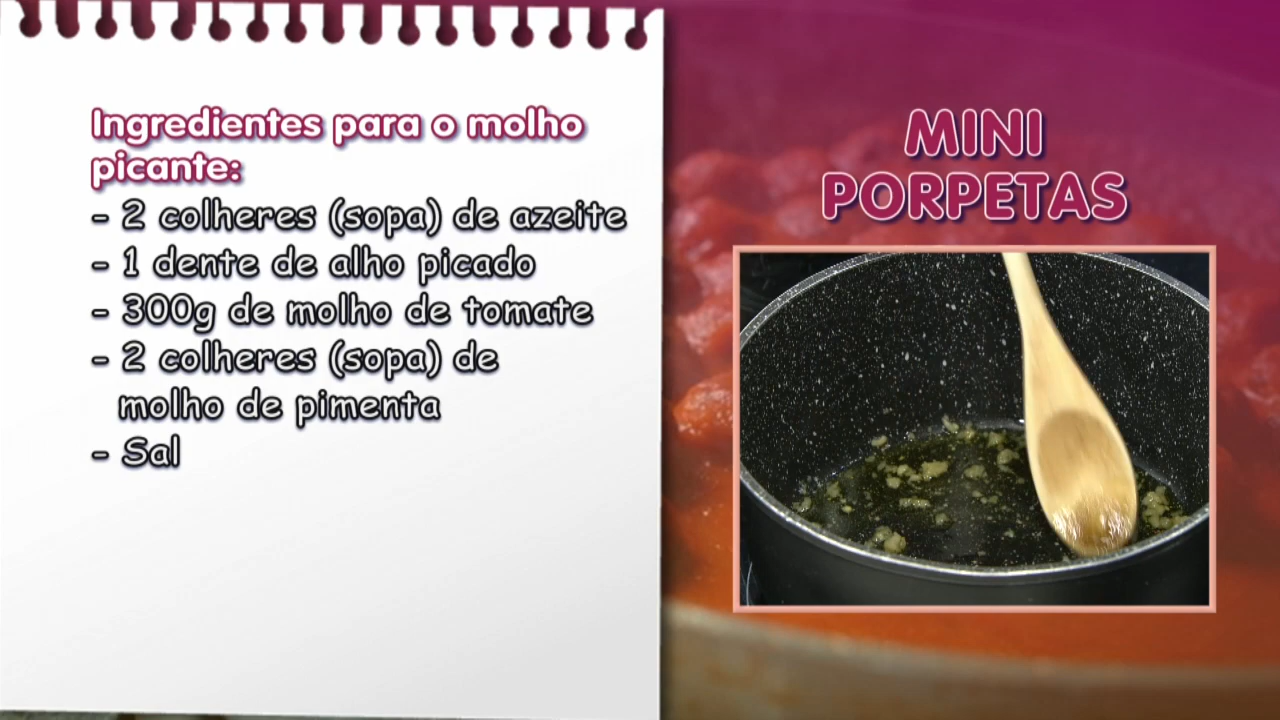 Ingredientes para o molho
picante:
- 2 colheres (sopa) de azeite
- 1 dente de alho picado
- 300g de molho de tomate
- 2 colheres (sopa) de
molho de pimenta
- Sal
MINI
PORPETAS